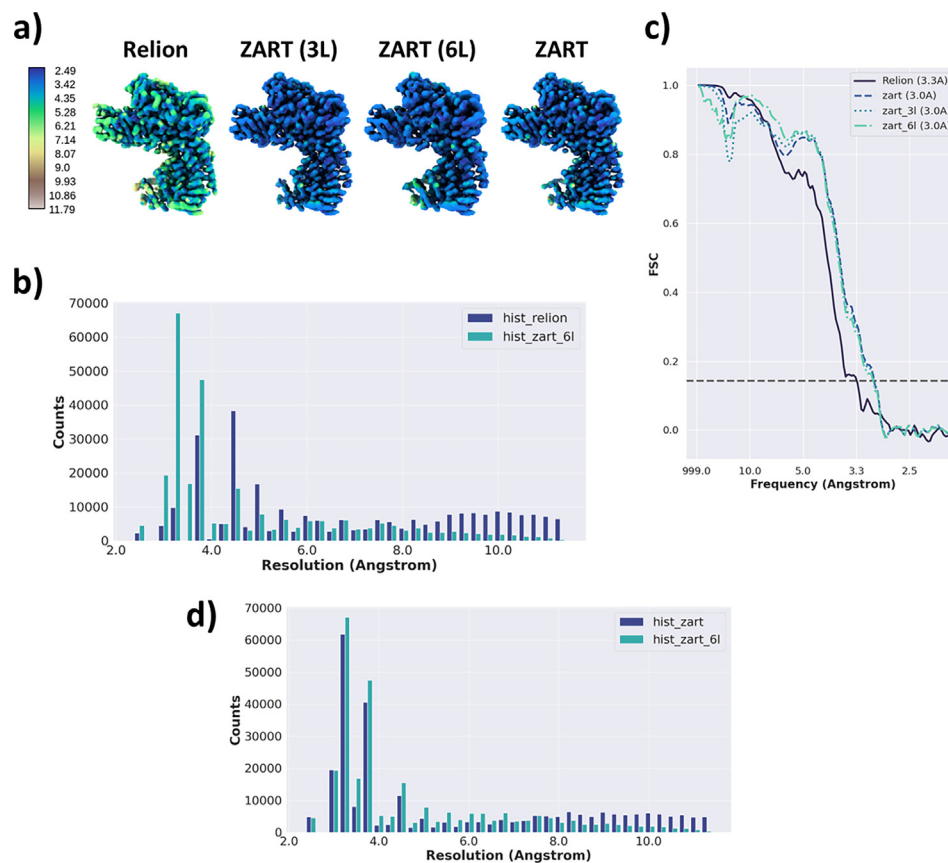 a)
Relion
ZART (3L)
ZART (6L)
ZART
2.49
3.42
4.35
5.28
6.21
7.14
8.07
9.0
9.93
10.86
11.79
b)
70000
60000
50000
40000
30000
20000
10000
0
Counts
hist_relion
hist_zart_6l
2.0 4.0 6.0 8.0 10.0
Resolution (Angstrom)
c)
1.0
0.8
0.6
0.4
0.2
0.0
FSC
Relion (3.3A)
zart (3.0A)
zart_3l (3.0A
zart_6l (3.0A
999.0 10.0 5.0 3.3 2.5
Frequency (Angstrom)
d)
70000
60000
50000
40000
30000
20000
10000
0
Counts
hist_zart
hist_zart_6l
2.0 4.0 6.0 8.0 10.0
Resolution (Angstrom)